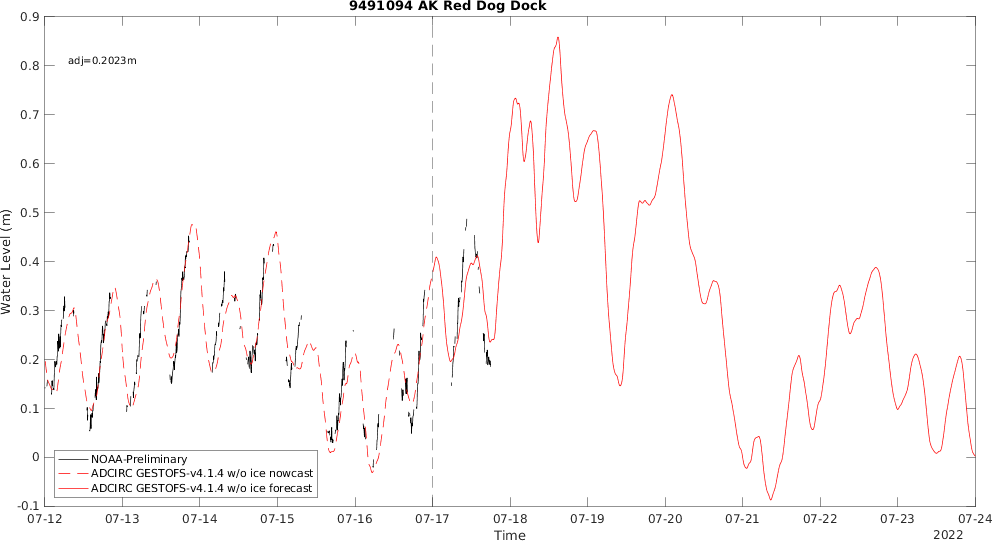 9491094 AK Red Dog Dock
0.9
0.8
0.7
0.6
0.5
0.4
0.3
0.2
0.1
0
-0.1
Water Level (m)
adj=0.2023m
NOAA-Preliminary
ADCIRC GESTOFS-v4.1.4 w/o ice nowcast
ADCIRC GESTOFS-v4.1.4 w/o ice forecast
07-12 07-13 07-14 07-15 07-16 07-17 07-18 07-19 07-20 07-21 07-22 07-23 07-24
Time
2022